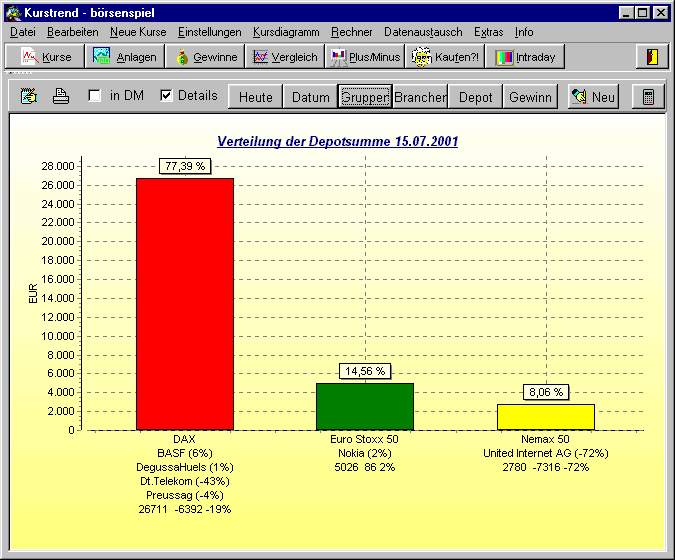 Kurstrend - börsenspiel
Datei Bearbeiten Neue Kurse Einstellungen Kursdiagramm Rechner Datenaustausch Extras Info
Kurse Anlagen Gewinne Vergleich Plus/Minus Kaufen?! Intraday
in DM Details Heute Datum Gruppen Branchen Depot Gewinn Neu
Verteilung der Depotsumme 15.07.2001
77,39 %
28.000
26.000
24.000
22.000
20.000
18.000
16.000
14.000
EUR
12.000
10.000
8.000
14,56 %
6.000
8,06 %
4.000
2.000
0
DAX Euro Stoxx 50 Nemax 50
BASF (6%) Nokia (2%) United Internet AG (-72%)
DegussaHuels (1%) 5026 86 2% 2780 -7316 -72%
Dt.Telekom (-43%)
Preussag (-4%)
26711 -6392 -19%